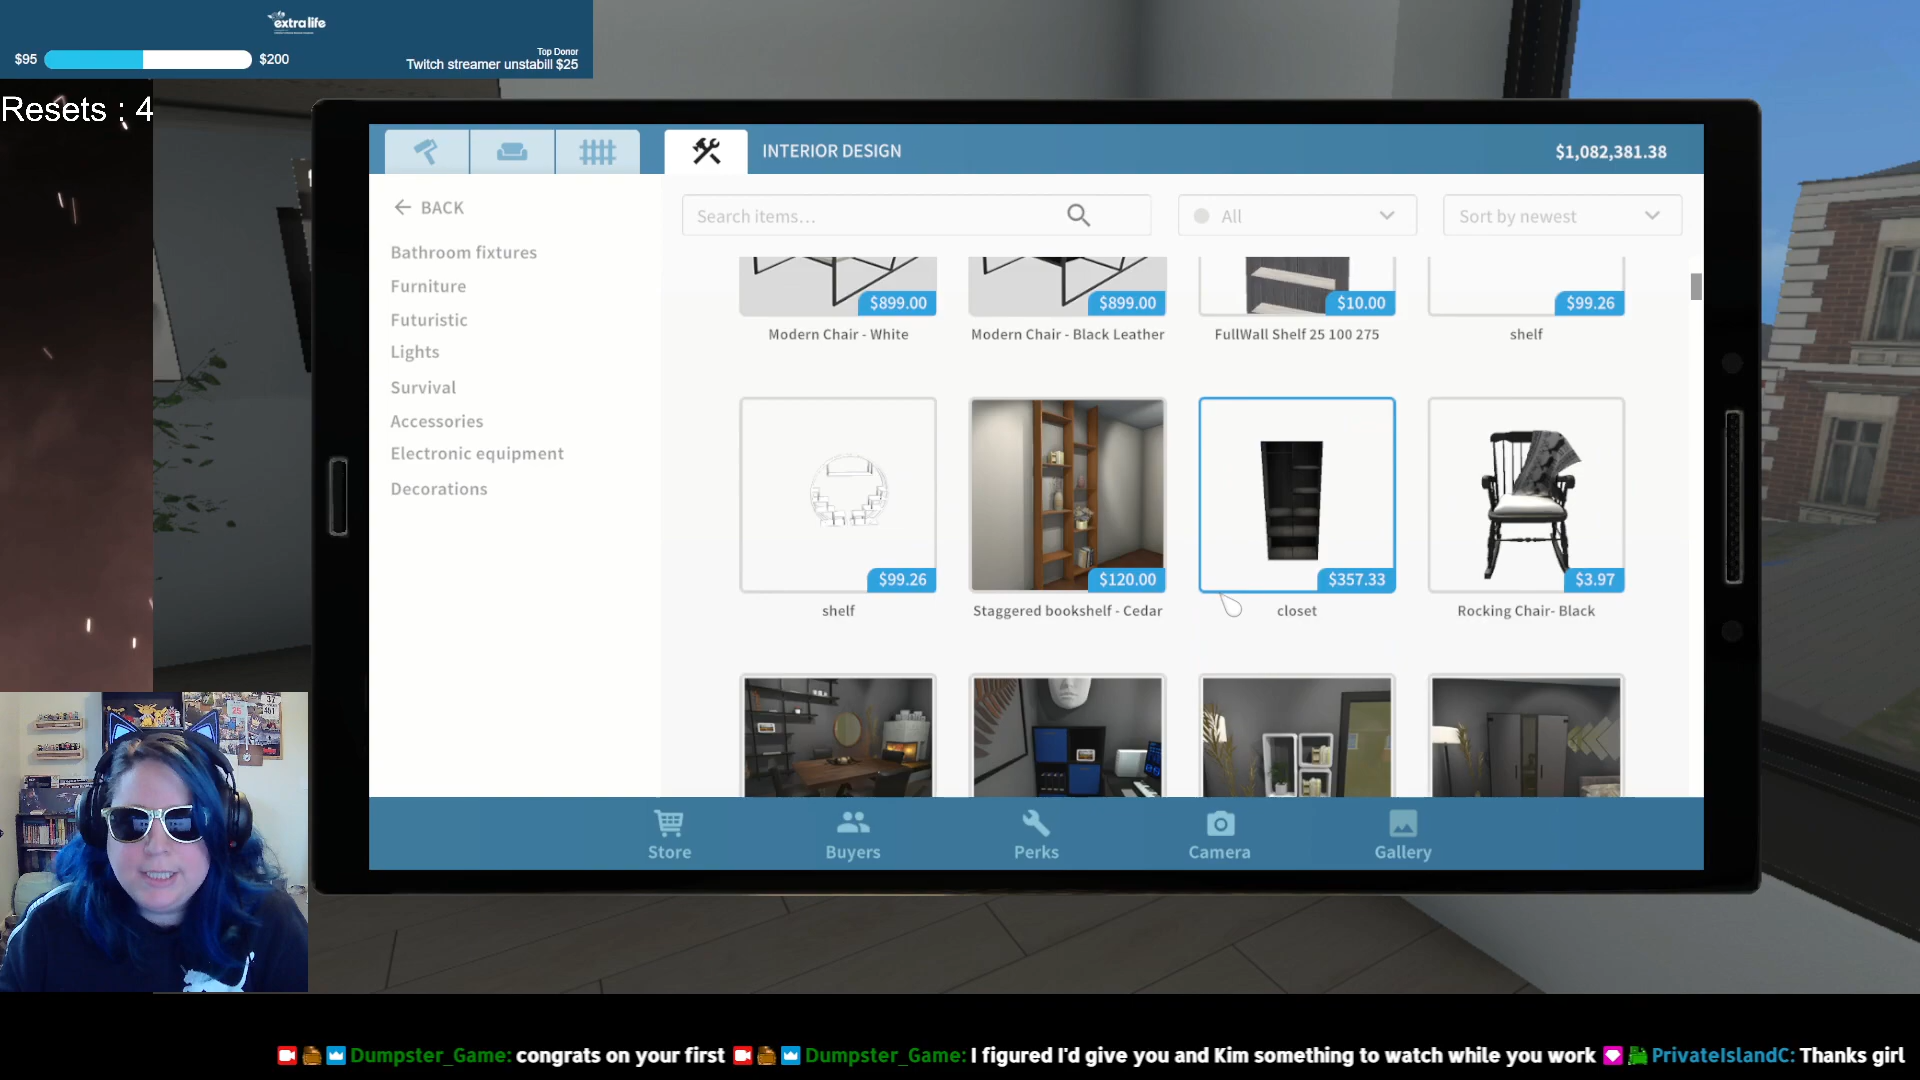 extralife
$95
$200
Top Donor
Twitch streamer unstabill $25
Resets : 4
INTERIOR DESIGN
$1,082,381.38
BACK
Search items...
All
Sort by newest
Bathroom fixtures
Furniture
Futuristic
Lights
Survival
Accessories
Electronic equipment
Decorations
$899.00
$899.00
$10.00
$99.26
Modern Chair - White
Modern Chair - Black Leather
FullWall Shelf 25 100 275
shelf
$99.26
$120.00
$357.33
$3.97
shelf
Staggered bookshelf - Cedar
closet
Rocking Chair- Black
Store
Buyers
Perks
Camera
Gallery
Dumpster_Game: congrats on your first Dumpster_Game: I figured I'd give you and Kim something to watch while you work PrivateIslandC: Thanks girl